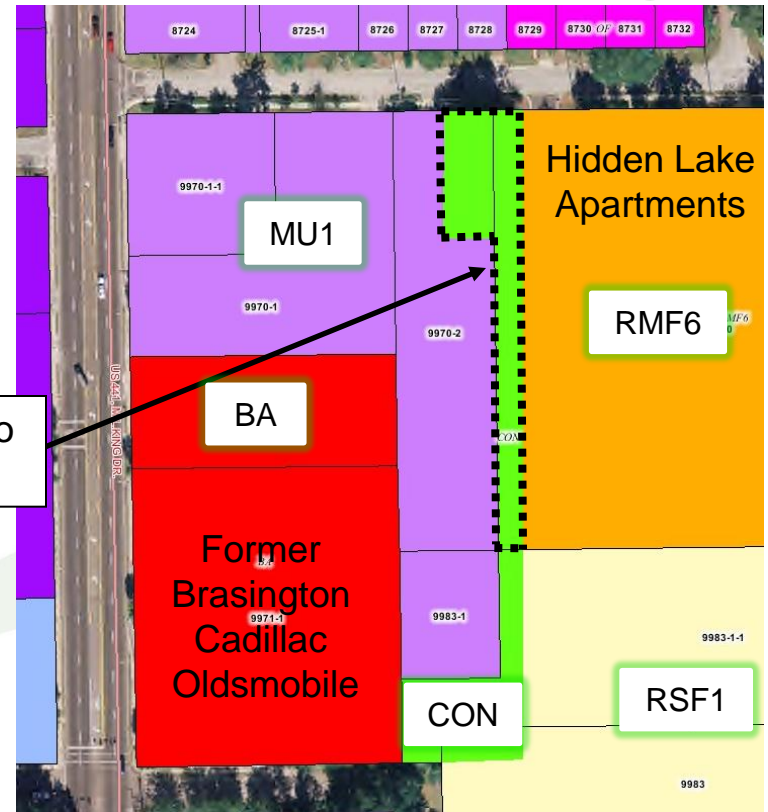 8724
8725-1
8726
8727
8728
8729
8730
OF
8731
8732
9970-1-1
MU1
Hidden Lake
Apartments
9970-1
9970-2
RMF6
BA
CON
Former
BA
Brasington
9971-1
Cadillac
Oldsmobile
9983-1
9983-1-1
CON
RSF1
9983